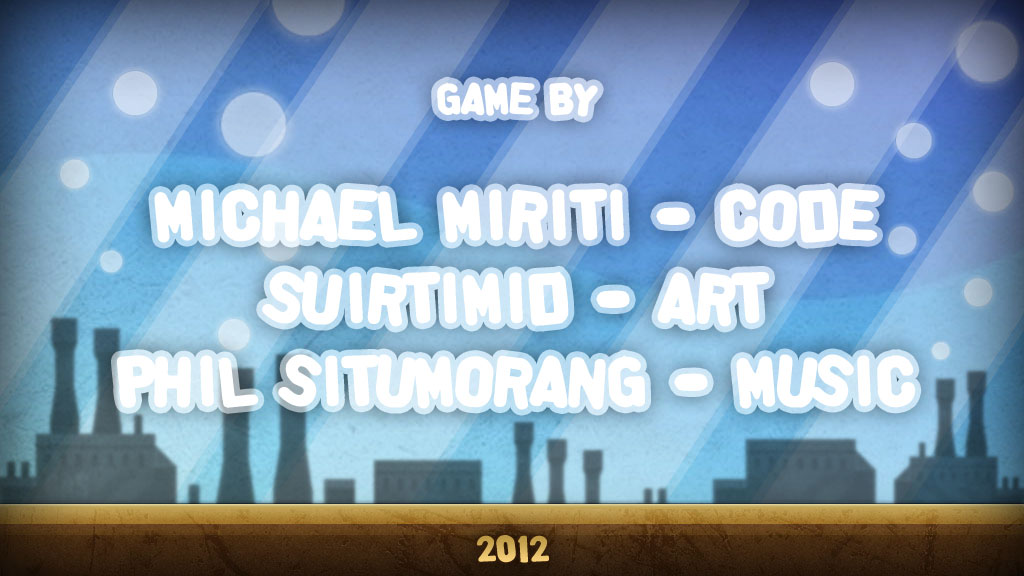 GAME BY
MICHAEL MIRITI - CODE
SUIRTIMID - ART
PHIL SITUMORANG - MUSIC
2012